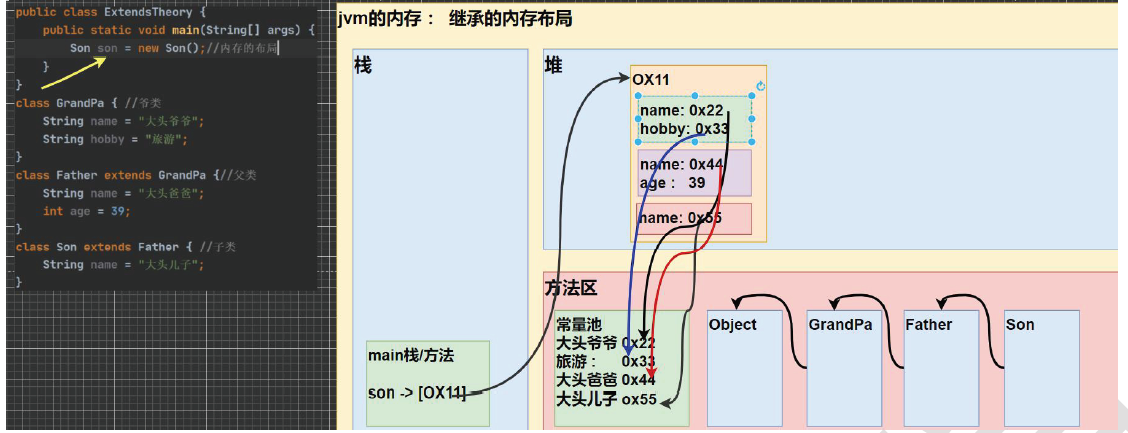 public class ExtendsTheory {
public static void main(String[] args) {
Son son = new Son();//内存的布局
}
}
class GrandPa { //爷类
String name = "大头爷爷";
String hobby = "旅游";
}
class Father extends GrandPa {//父类
String name = "大头爸爸";
int age = 39;
}
class Son extends Father { //子类
String name = "大头儿子";
}
jvm的内存： 继承的内存布局
栈
main栈/方法
son -> [OX11]
堆
OX11
name: 0x22
hobby: 0x33
name: 0x44
age： 39
name: 0x55
方法区
常量池
大头爷爷 0x22
旅游： 0x33
大头爸爸 0x44
大头儿子 ox55
Object
GrandPa
Father
Son